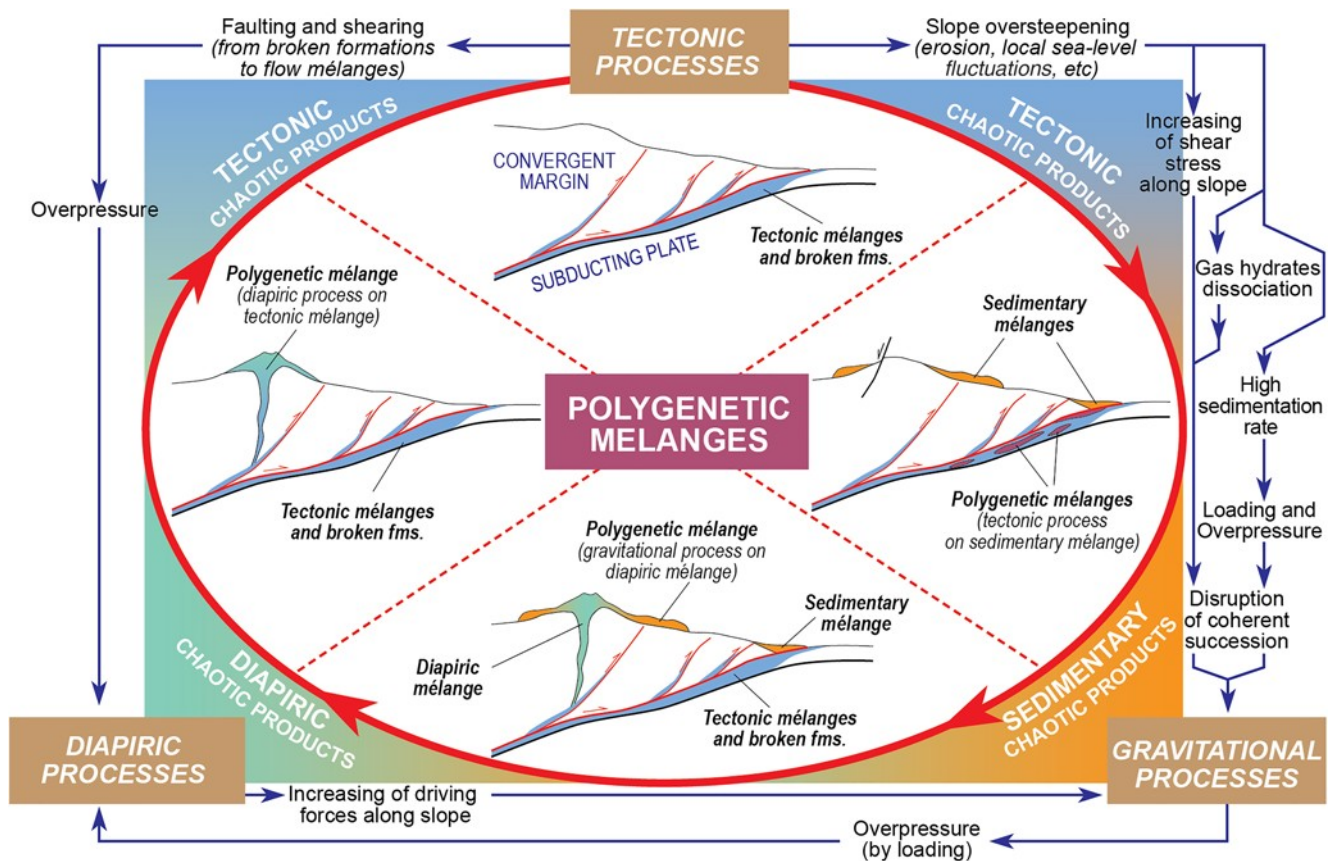 Faulting and shearing
(from broken formations
to flow mélanges)
TECTONIC
PROCESSES
Slope oversteepening
(erosion, local sea-level
fluctuations, etc)
TECTONIC
CHAOTIC PRODUCTS
TECTONIC
CHAOTIC PRODUCTS
Increasing
of shear
stress
along slope
Overpressure
CONVERGENT
MARGIN
SUBDUCTING PLATE
Tectonic mélanges
and broken fms.
Gas hydrates
dissociation
Polygenetic mélange
(diapiric process on
tectonic mélange)
Tectonic mélanges
and broken fms.
POLYGENETIC
MELANGES
Sedimentary
mélanges
Polygenetic mélanges
(tectonic process
on sedimentary mélange)
High
sedimentation
rate
Loading and
Overpressure
Disruption
of coherent
succession
Polygenetic mélange
(gravitational process on
diapiric mélange)
Sedimentary
mélange
Diapiric
mélange
Tectonic mélanges
and broken fms.
DIAPIRIC
CHAOTIC PRODUCTS
SEDIMENTARY
CHAOTIC PRODUCTS
DIAPIRIC
PROCESSES
Increasing of driving
forces along slope
GRAVITATIONAL
PROCESSES
Overpressure
(by loading)